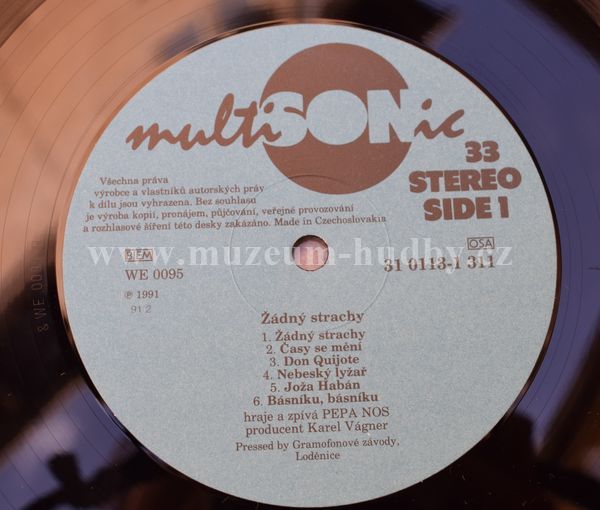 multiSONic
33
STEREO
SIDE 1
Všechna práva
výrobce a vlastníků autorských práv
k dílu jsou vyhrazena. Bez souhlasu
je výroba kopií, pronájem, půjčování, veřejné provozování
a rozhlasové šíření této desky zakázáno. Made in Czechoslovakia
www.muzeum-hudby.cz
BIEM
OSA
WE 0095
31 0113-1 311
℗ 1991
91 2
Žádný strachy
1. Žádný strachy
2. Časy se mění
3. Don Quijote
4. Nebeský lyžař
5. Joža Habán
6. Básníku, básníku
hraje a zpívá PEPA NOS
producent Karel Vágner
Pressed by Gramofonové závody,
Loděnice